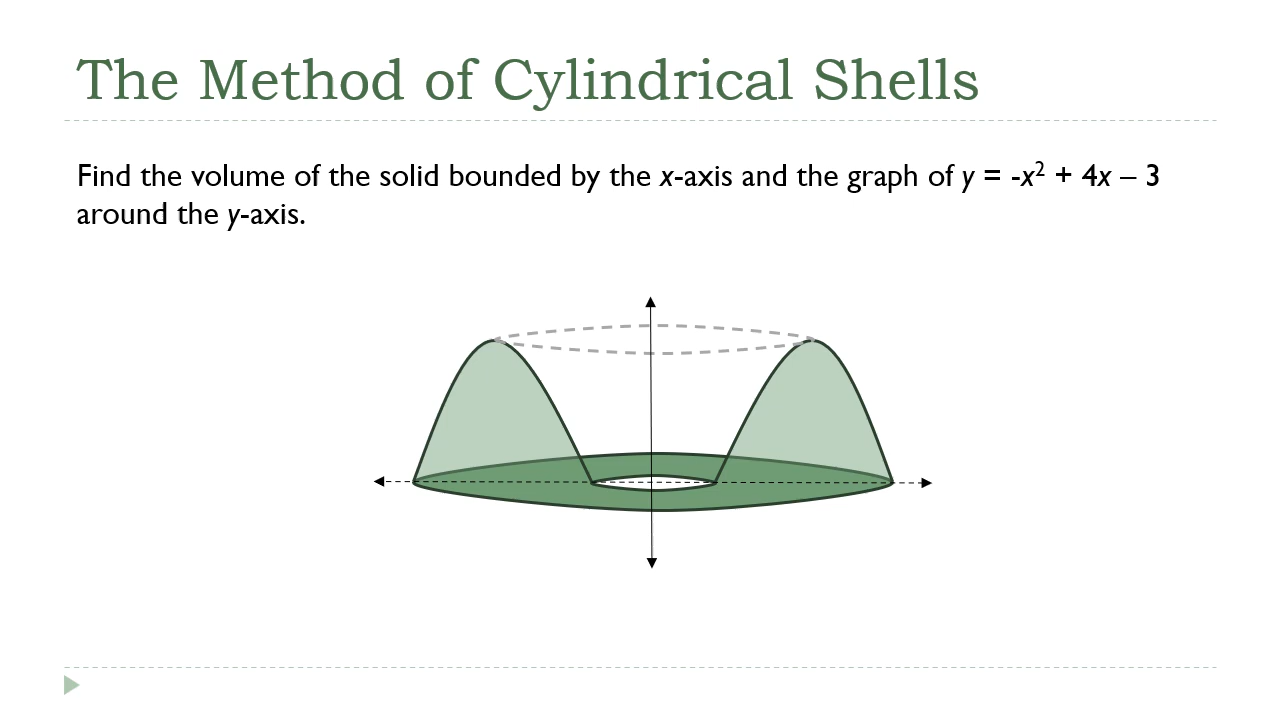 The Method of Cylindrical Shells
Find the volume of the solid bounded by the x-axis and the graph of y = -x² + 4x – 3
around the y-axis.